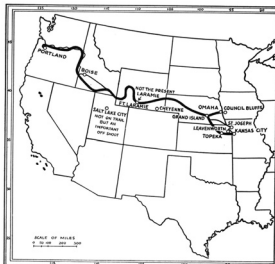 PORTLAND
BOISE
NOT THE PRESENT
LARAMIE
FT. LARAMIE
CHEYENNE
OMAHA
COUNCIL BLUFFS
GRAND ISLAND
ST. JOSEPH
LEAVENWORTH
KANSAS CITY
TOPEKA
SALT LAKE CITY
NOT ON TRAIL
BUT AN
IMPORTANT
OFF SHOOT
SCALE OF MILES